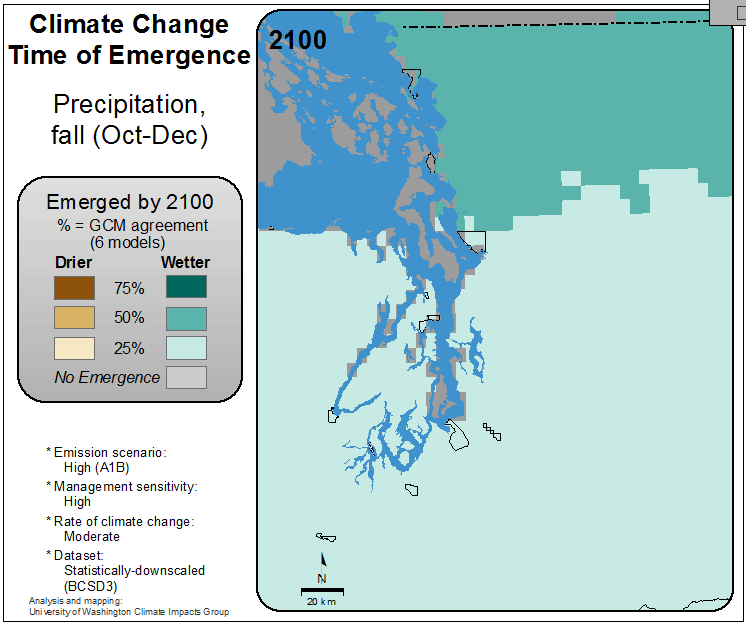 Climate Change
Time of Emergence
Precipitation,
fall (Oct-Dec)
Emerged by 2100
% = GCM agreement
(6 models)
Drier Wetter
75%
50%
25%
No Emergence
* Emission scenario:
High (A1B)
* Management sensitivity:
High
* Rate of climate change:
Moderate
* Dataset:
Statistically-downscaled
(BCSD3)
Analysis and mapping:
University of Washington Climate Impacts Group
2100
N
20 km